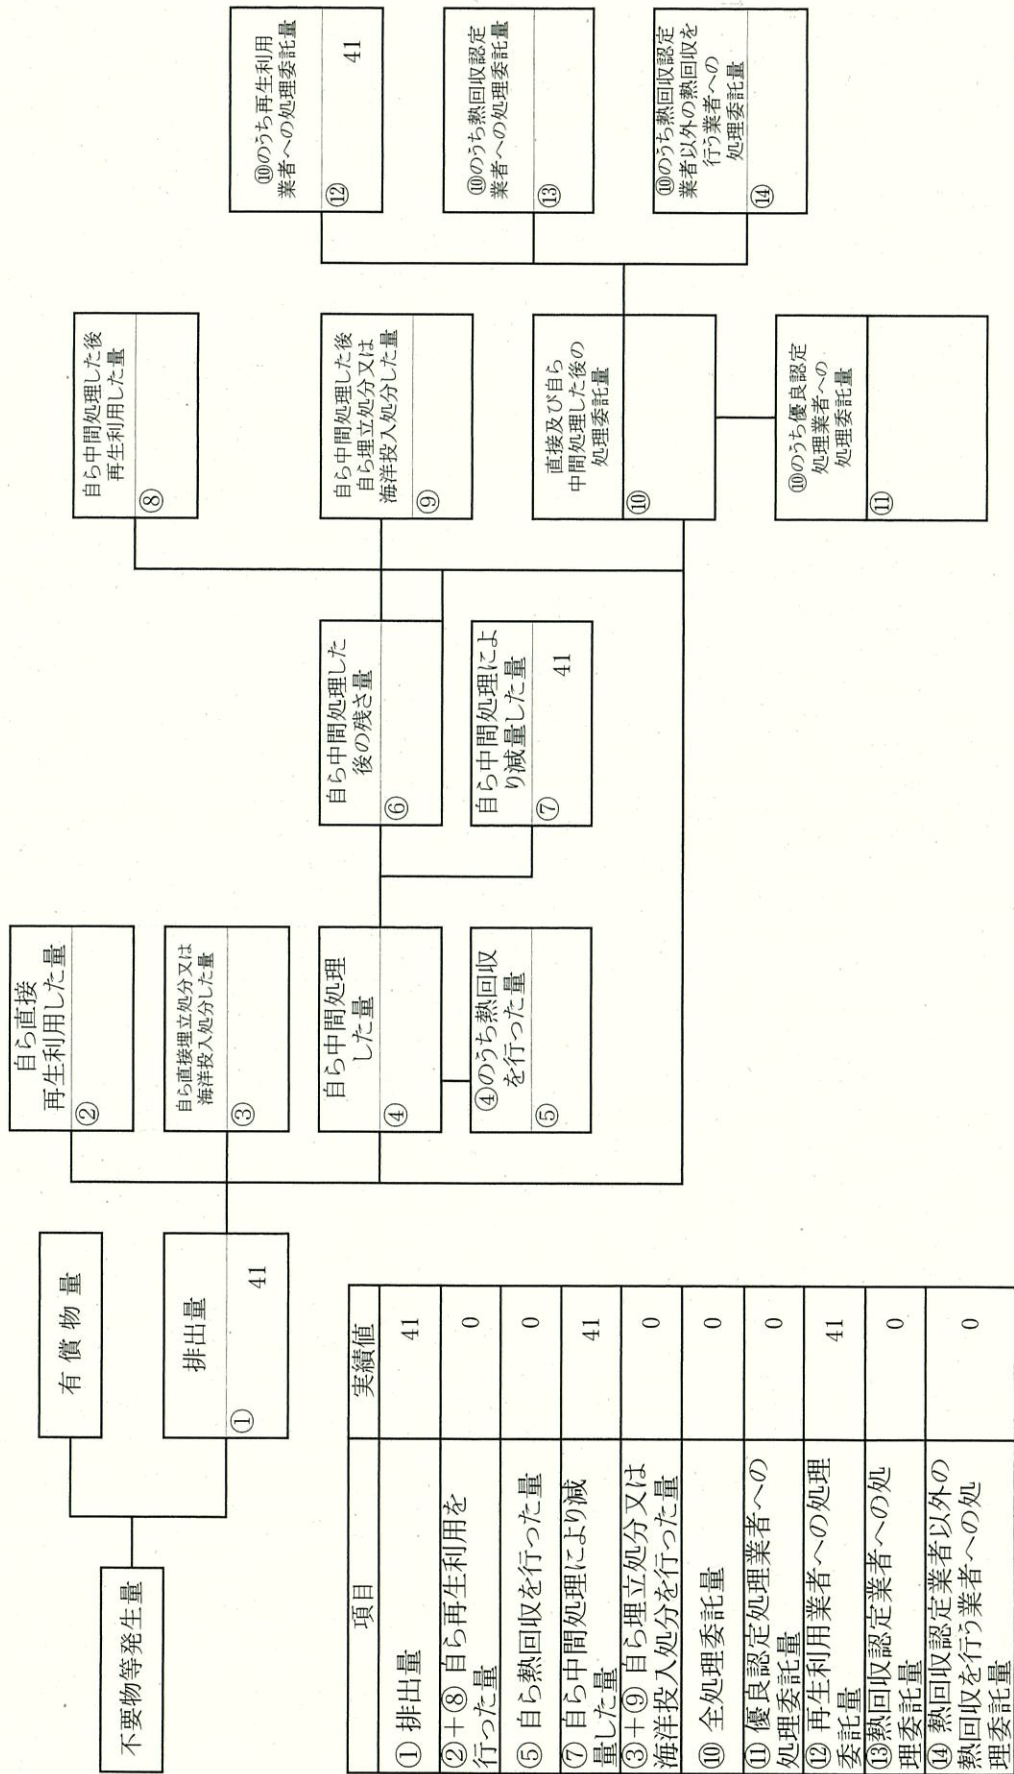 不要物等発生量
有償物量
排出量
①
41
自ら直接
再生利用した量
②
自ら直接埋立処分又は
海洋投入処分した量
③
自ら中間処理
した量
④
④のうち熱回収
を行った量
⑤
自ら中間処理した
後の残さ量
⑥
自ら中間処理によ
り減量した量
⑦
41
自ら中間処理した後
再生利用した量
⑧
自ら中間処理した後
自ら埋立処分又は
海洋投入処分した量
⑨
直接及び自ら
中間処理した後の
処理委託量
⑩
⑩のうち優良認定
処理業者への
処理委託量
⑪
⑩のうち再生利用
業者への処理委託量
⑫
41
⑩のうち熱回収認定
業者への処理委託量
⑬
⑩のうち熱回収認定
業者以外の熱回収を
行う業者への
処理委託量
⑭
項目 実績値
① 排出量 41
②+⑧ 自ら再生利用を
行った量 0
⑤ 自ら熱回収を行った量 0
⑦ 自ら中間処理により減
量した量 41
③+⑨ 自ら埋立処分又は
海洋投入処分を行った量 0
⑩ 全処理委託量 0
⑪ 優良認定処理業者への
処理委託量 0
⑫ 再生利用業者への処理
委託量 41
⑬熱回収認定業者への処
理委託量 0
⑭ 熱回収認定業者以外の
熱回収を行う業者への処
理委託量 0